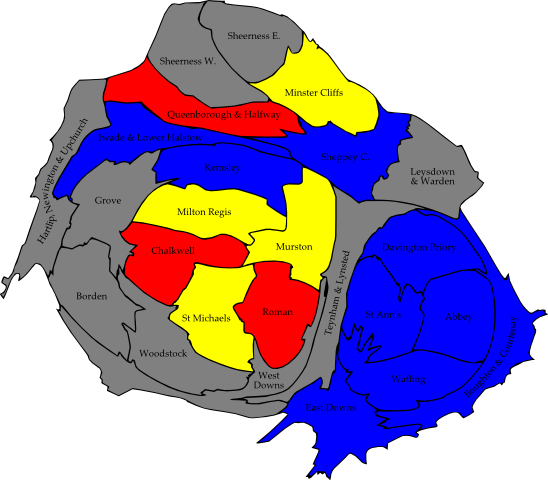 Sheerness E.
Sheerness W.
Minster Cliffs
Queenborough & Halfway
Iwade & Lower Halstow
Sheppey C.
Hartlip, Newington & Upchurch
Kemsley
Leysdown
& Warden
Grove
Milton Regis
Murston
Davington Priory
Chalkwell
Teynham & Lynsted
Borden
St Michaels
Roman
St Ann's
Abbey
Woodstock
West
Downs
Watling
Boughton & Courtenay
East Downs